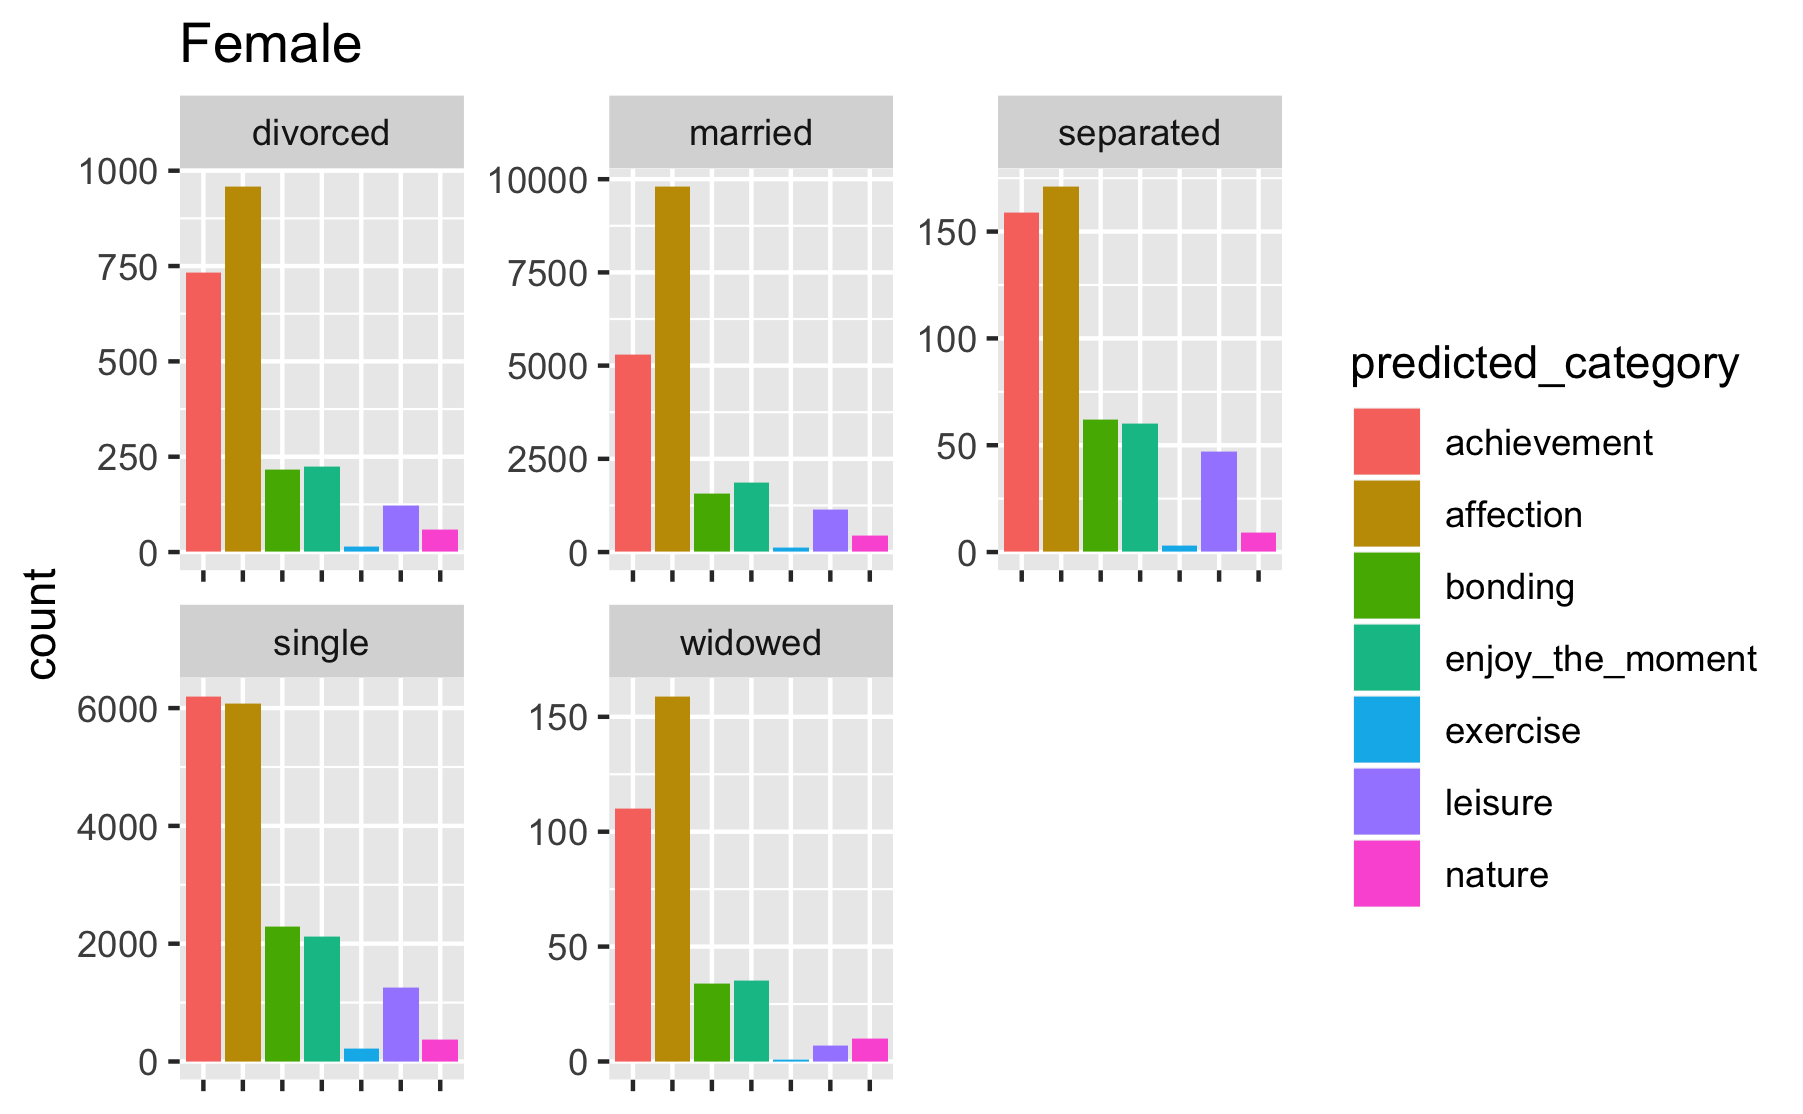 Female
divorced
married
separated
1000
750
500
250
0
10000
7500
5000
2500
0
150
100
50
0
count
single
widowed
6000
4000
2000
0
150
100
50
0
predicted_category
achievement
affection
bonding
enjoy_the_moment
exercise
leisure
nature